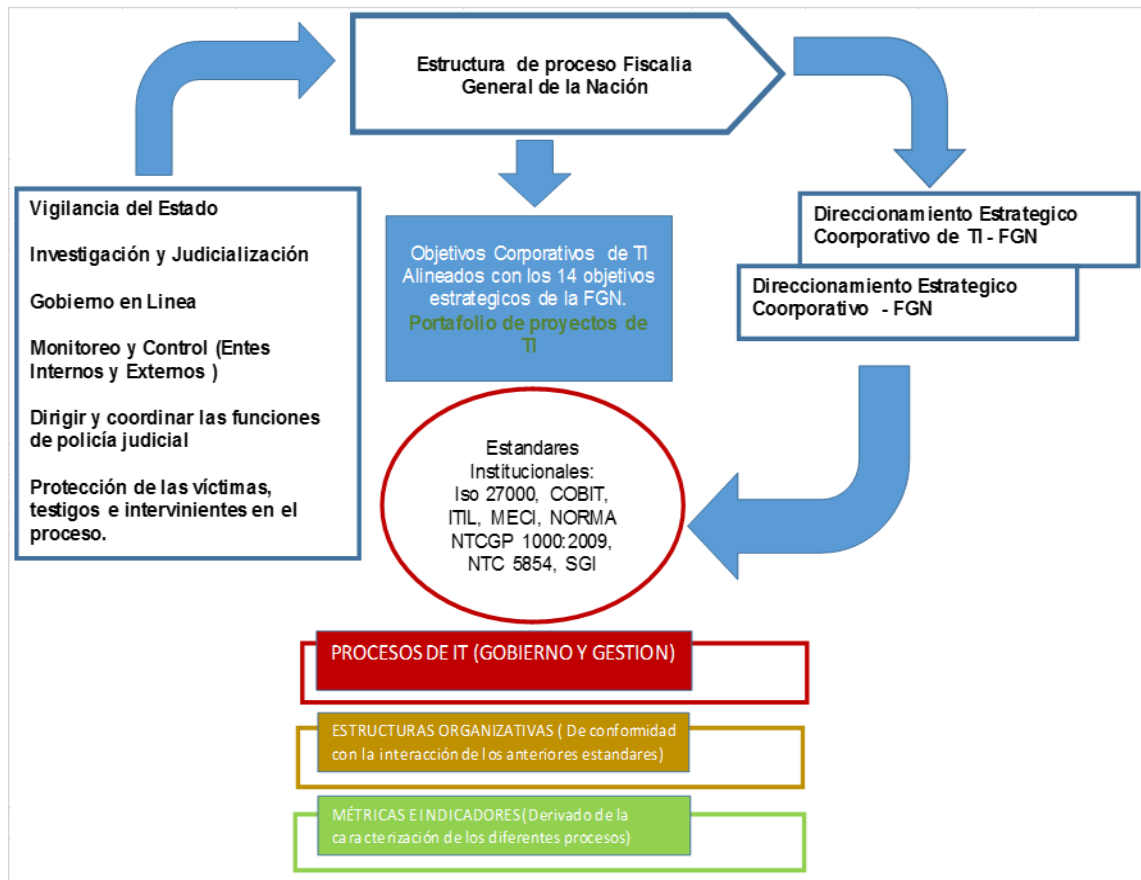 Estructura de proceso Fiscalia
General de la Nación
Vigilancia del Estado
Investigación y Judicialización
Gobierno en Linea
Monitoreo y Control (Entes
Internos y Externos )
Dirigir y coordinar las funciones
de policía judicial
Protección de las víctimas,
testigos e intervinientes en el
proceso.
Objetivos Corporativos de TI
Alineados con los 14 objetivos
estrategicos de la FGN.
Portafolio de proyectos de
TI
Direccionamiento Estrategico
Coorporativo de TI - FGN
Direccionamiento Estrategico
Coorporativo - FGN
Estandares
Institucionales:
Iso 27000, COBIT,
ITIL, MECI, NORMA
NTCGP 1000:2009,
NTC 5854, SGI
PROCESOS DE IT (GOBIERNO Y GESTION)
ESTRUCTURAS ORGANIZATIVAS ( De conformidad
con la interacción de los anteriores estandares)
MÉTRICAS E INDICADORES(Derivado de la
caracterización de los diferentes procesos)